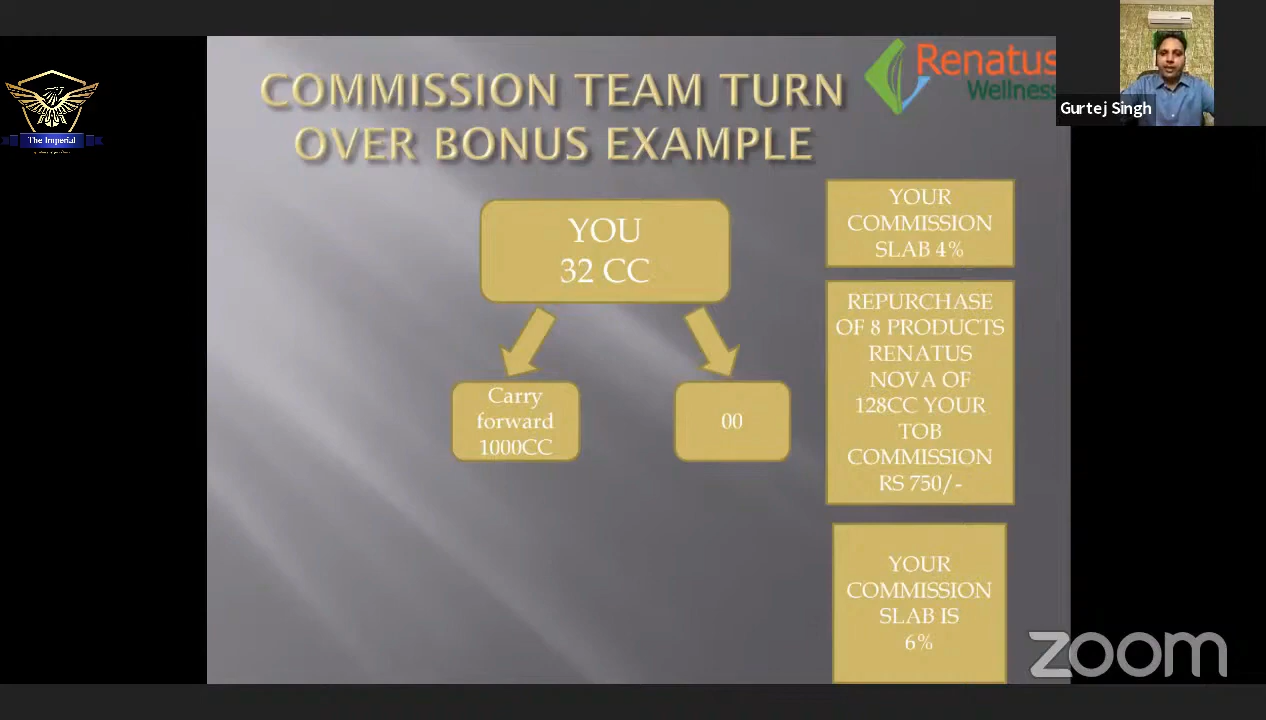 COMMISSION TEAM TURN
OVER BONUS EXAMPLE
Renatus
Wellness
Gurtej Singh
The Imperial
YOU
32 CC
Carry
forward
1000CC
00
YOUR
COMMISSION
SLAB 4%
REPURCHASE
OF 8 PRODUCTS
RENATUS
NOVA OF
128CC YOUR
TOB
COMMISSION
RS 750/-
YOUR
COMMISSION
SLAB IS
6%
zoom